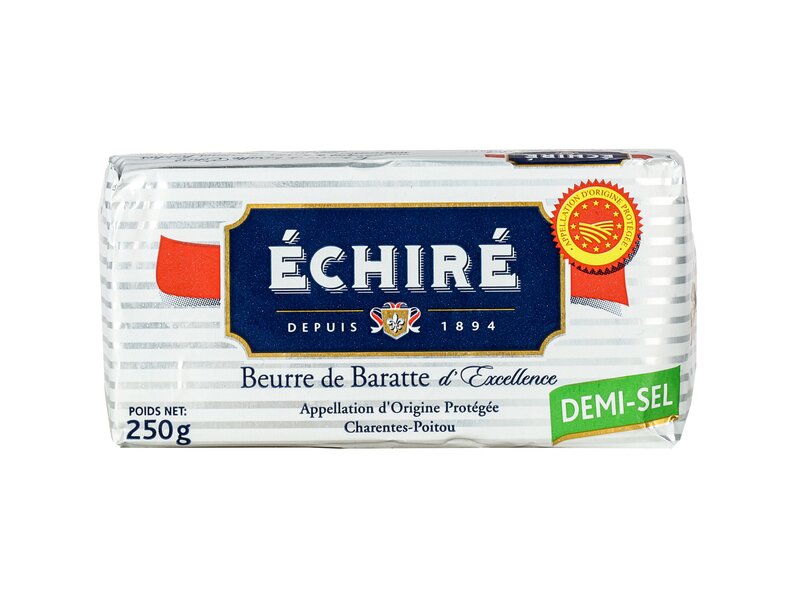 ÉCHIRÉ
APPELLATION D'ORIGINE PROTÉGÉE
ÉCHIRÉ
DEPUIS 1894
Beurre de Baratte d'Excellence
Appellation d'Origine Protégée
Charentes-Poitou
POIDS NET:
250g
DEMI-SEL